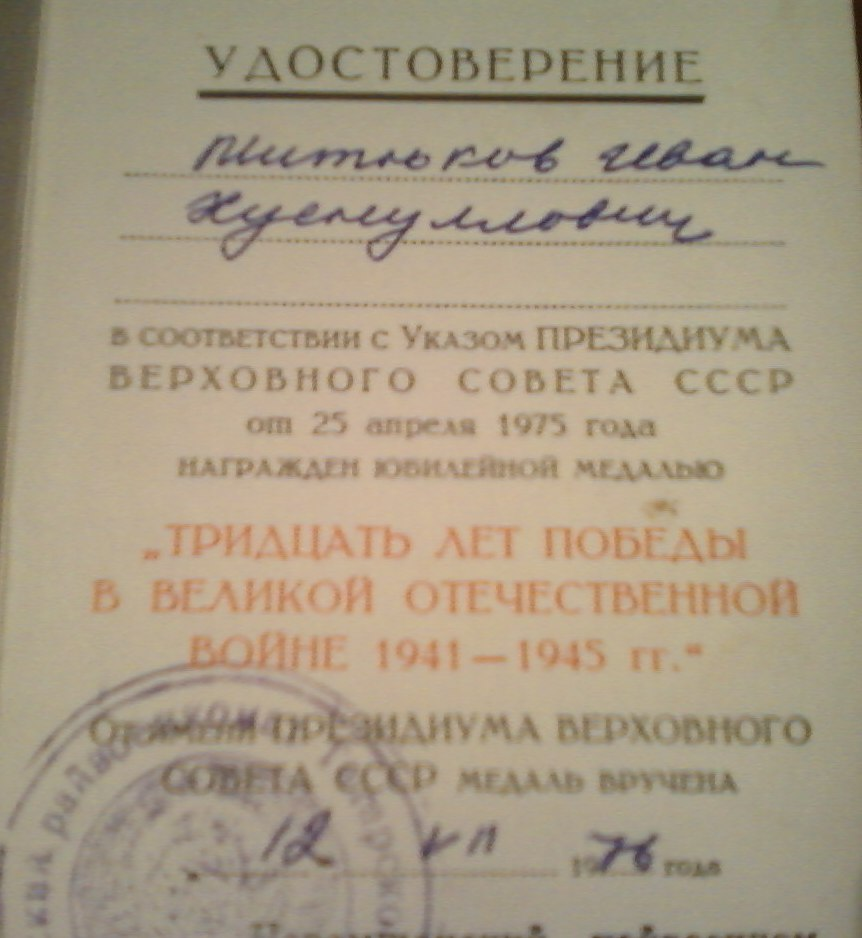 УДОСТОВЕРЕНИЕ
Иван
в соответствии с Указом ПРЕЗИДИУМА
ВЕРХОВНОГО СОВЕТА СССР
от 25 апреля 1975 года
НАГРАЖДЕН ЮБИЛЕЙНОЙ МЕДАЛЬЮ
„ТРИДЦАТЬ ЛЕТ ПОБЕДЫ
В ВЕЛИКОЙ ОТЕЧЕСТВЕННОЙ
ВОЙНЕ 1941—1945 гг.“
От имени ПРЕЗИДИУМА ВЕРХОВНОГО
СОВЕТА СССР МЕДАЛЬ ВРУЧЕНА
12 1976 года